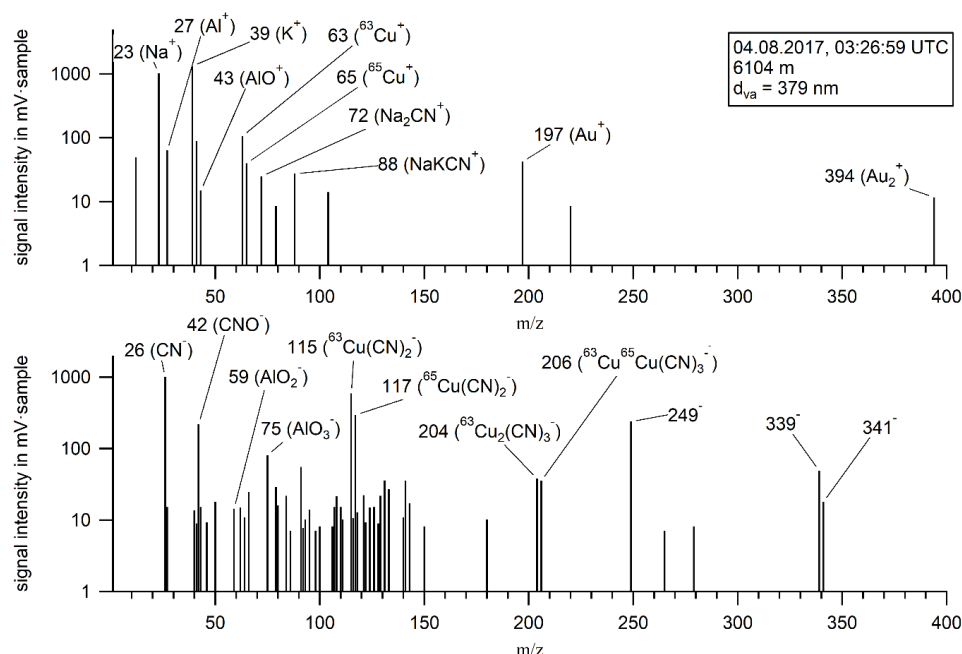 27 (Al⁺)
39 (K⁺)
63 (⁶³Cu⁺)
23 (Na⁺)
43 (AlO⁺)
65 (⁶⁵Cu⁺)
72 (Na₂CN⁺)
88 (NaKCN⁺)
197 (Au⁺)
394 (Au₂⁺)
04.08.2017, 03:26:59 UTC
6104 m
dᵥₐ = 379 nm
signal intensity in mV·sample
1000
100
10
1
50 100 150 200 250 300 350 400
m/z
42 (CNO⁻)
115 (⁶³Cu(CN)₂⁻)
26 (CN⁻)
59 (AlO₂⁻)
117 (⁶⁵Cu(CN)₂⁻)
206 (⁶³Cu⁶⁵Cu(CN)₃⁻)
75 (AlO₃⁻)
204 (⁶³Cu₂(CN)₃⁻)
249⁻
339⁻
341⁻
signal intensity in mV·sample
1000
100
10
1
50 100 150 200 250 300 350 400
m/z